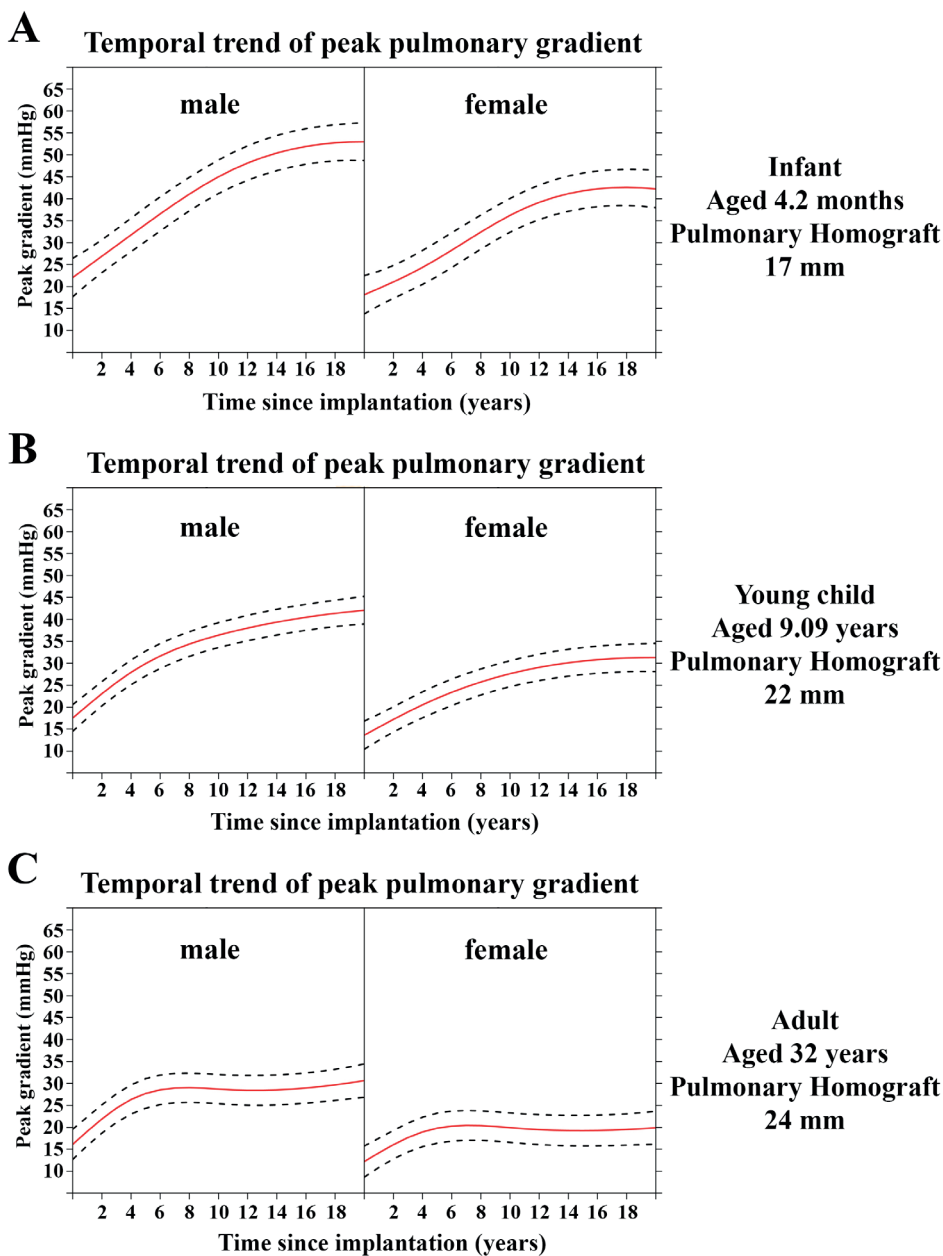 A
Temporal trend of peak pulmonary gradient
male
female
Peak gradient (mmHg)
65
60
55
50
45
40
35
30
25
20
15
10
2 4 6 8 10 12 14 16 18
2 4 6 8 10 12 14 16 18
Time since implantation (years)
Infant
Aged 4.2 months
Pulmonary Homograft
17 mm
B
Temporal trend of peak pulmonary gradient
male
female
Peak gradient (mmHg)
65
60
55
50
45
40
35
30
25
20
15
10
2 4 6 8 10 12 14 16 18
2 4 6 8 10 12 14 16 18
Time since implantation (years)
Young child
Aged 9.09 years
Pulmonary Homograft
22 mm
C
Temporal trend of peak pulmonary gradient
male
female
Peak gradient (mmHg)
65
60
55
50
45
40
35
30
25
20
15
10
2 4 6 8 10 12 14 16 18
2 4 6 8 10 12 14 16 18
Time since implantation (years)
Adult
Aged 32 years
Pulmonary Homograft
24 mm